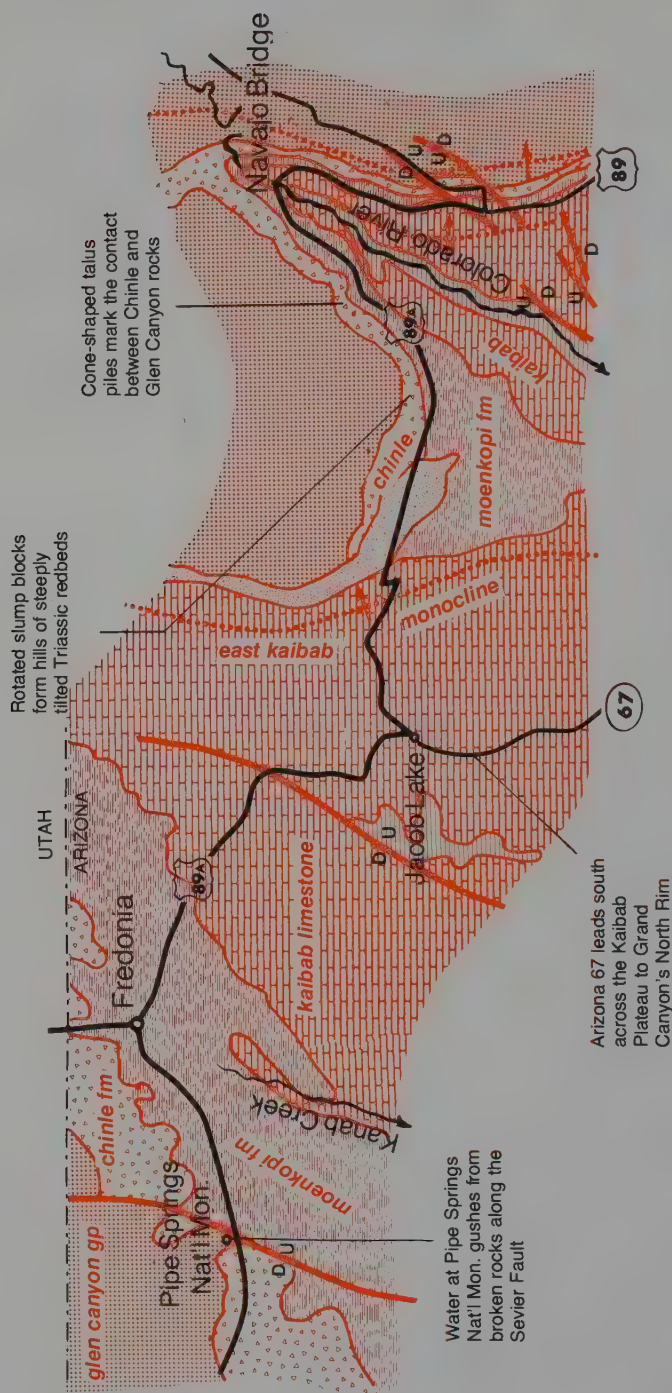 Rotated slump blocks
form hills of steeply
tilted Triassic redbeds
Cone-shaped talus
piles mark the contact
between Chinle and
Glen Canyon rocks
UTAH
ARIZONA
glen canyon gp
chinle fm
Fredonia
Pipe Springs
Nat'l Mon.
D U
moenkopi fm
Kanab Creek
89A
kaibab limestone
D U
Jacob Lake
east kaibab
monocline
chinle
moenkopi fm
89A
kaibab
Colorado River
Navajo Bridge
D U
U D
U D
U D
89
67
Water at Pipe Springs
Nat'l Mon. gushes from
broken rocks along the
Sevier Fault
Arizona 67 leads south
across the Kaibab
Plateau to Grand
Canyon's North Rim